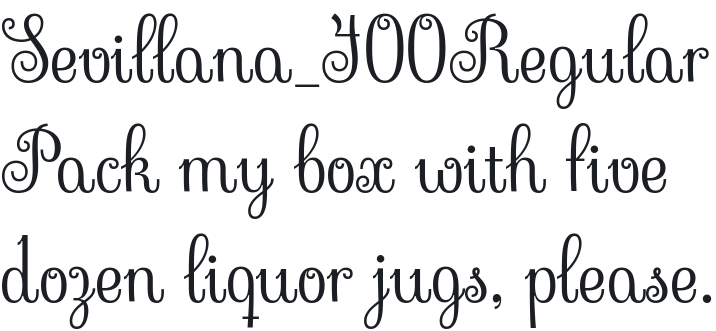 Sevillana_400Regular
Pack my box with five
dozen liquor jugs, please.